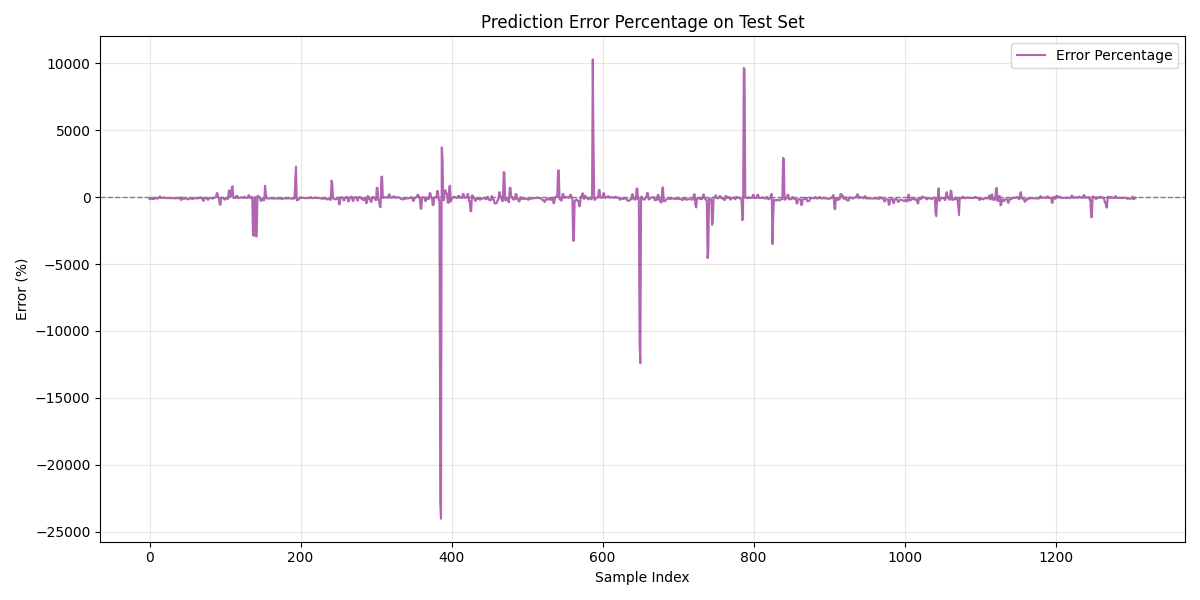 Prediction Error Percentage on Test Set
Error Percentage
10000
5000
0
−5000
−10000
−15000
−20000
−25000
Error (%)
0 200 400 600 800 1000 1200
Sample Index